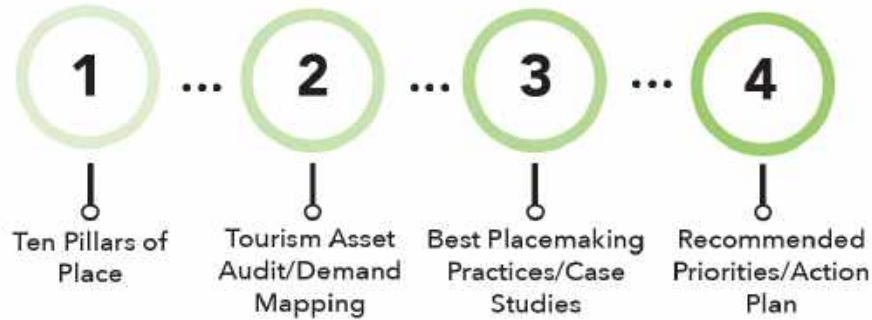 1 ... 2 ... 3 ... 4
Ten Pillars of
Place
Tourism Asset
Audit/Demand
Mapping
Best Placemaking
Practices/Case
Studies
Recommended
Priorities/Action
Plan